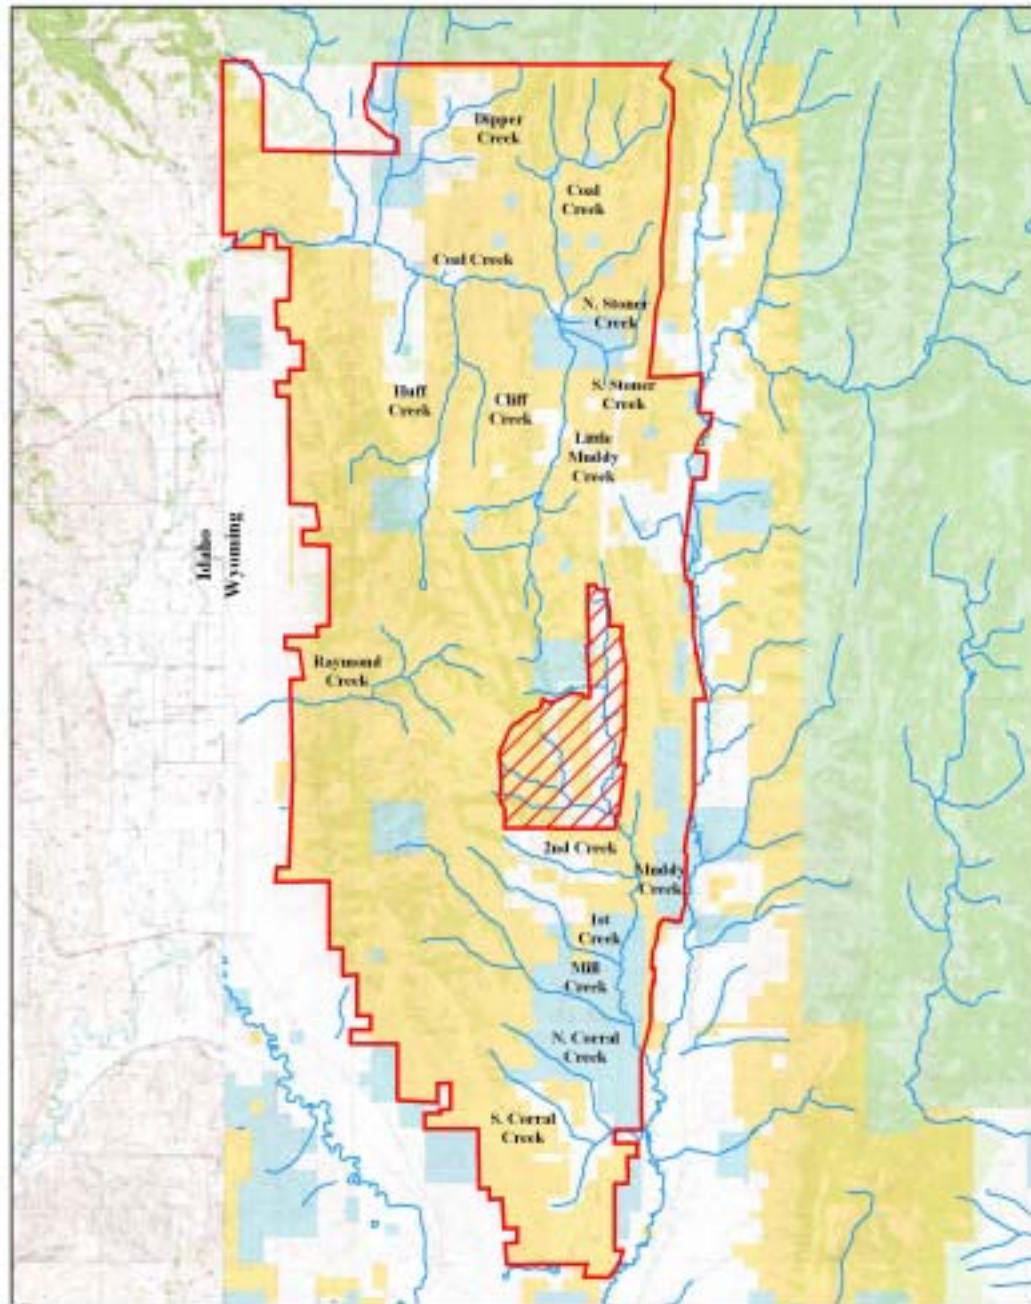 Dipper
Creek
Coal
Creek
Coal Creek
N. Stoner
Creek
Huff
Creek
Cliff
Creek
S. Stoner
Creek
Little
Muddy
Creek
Idaho
Wyoming
Raymond
Creek
2nd Creek
Muddy
Creek
1st
Creek
Mill
Creek
N. Corral
Creek
S. Corral
Creek